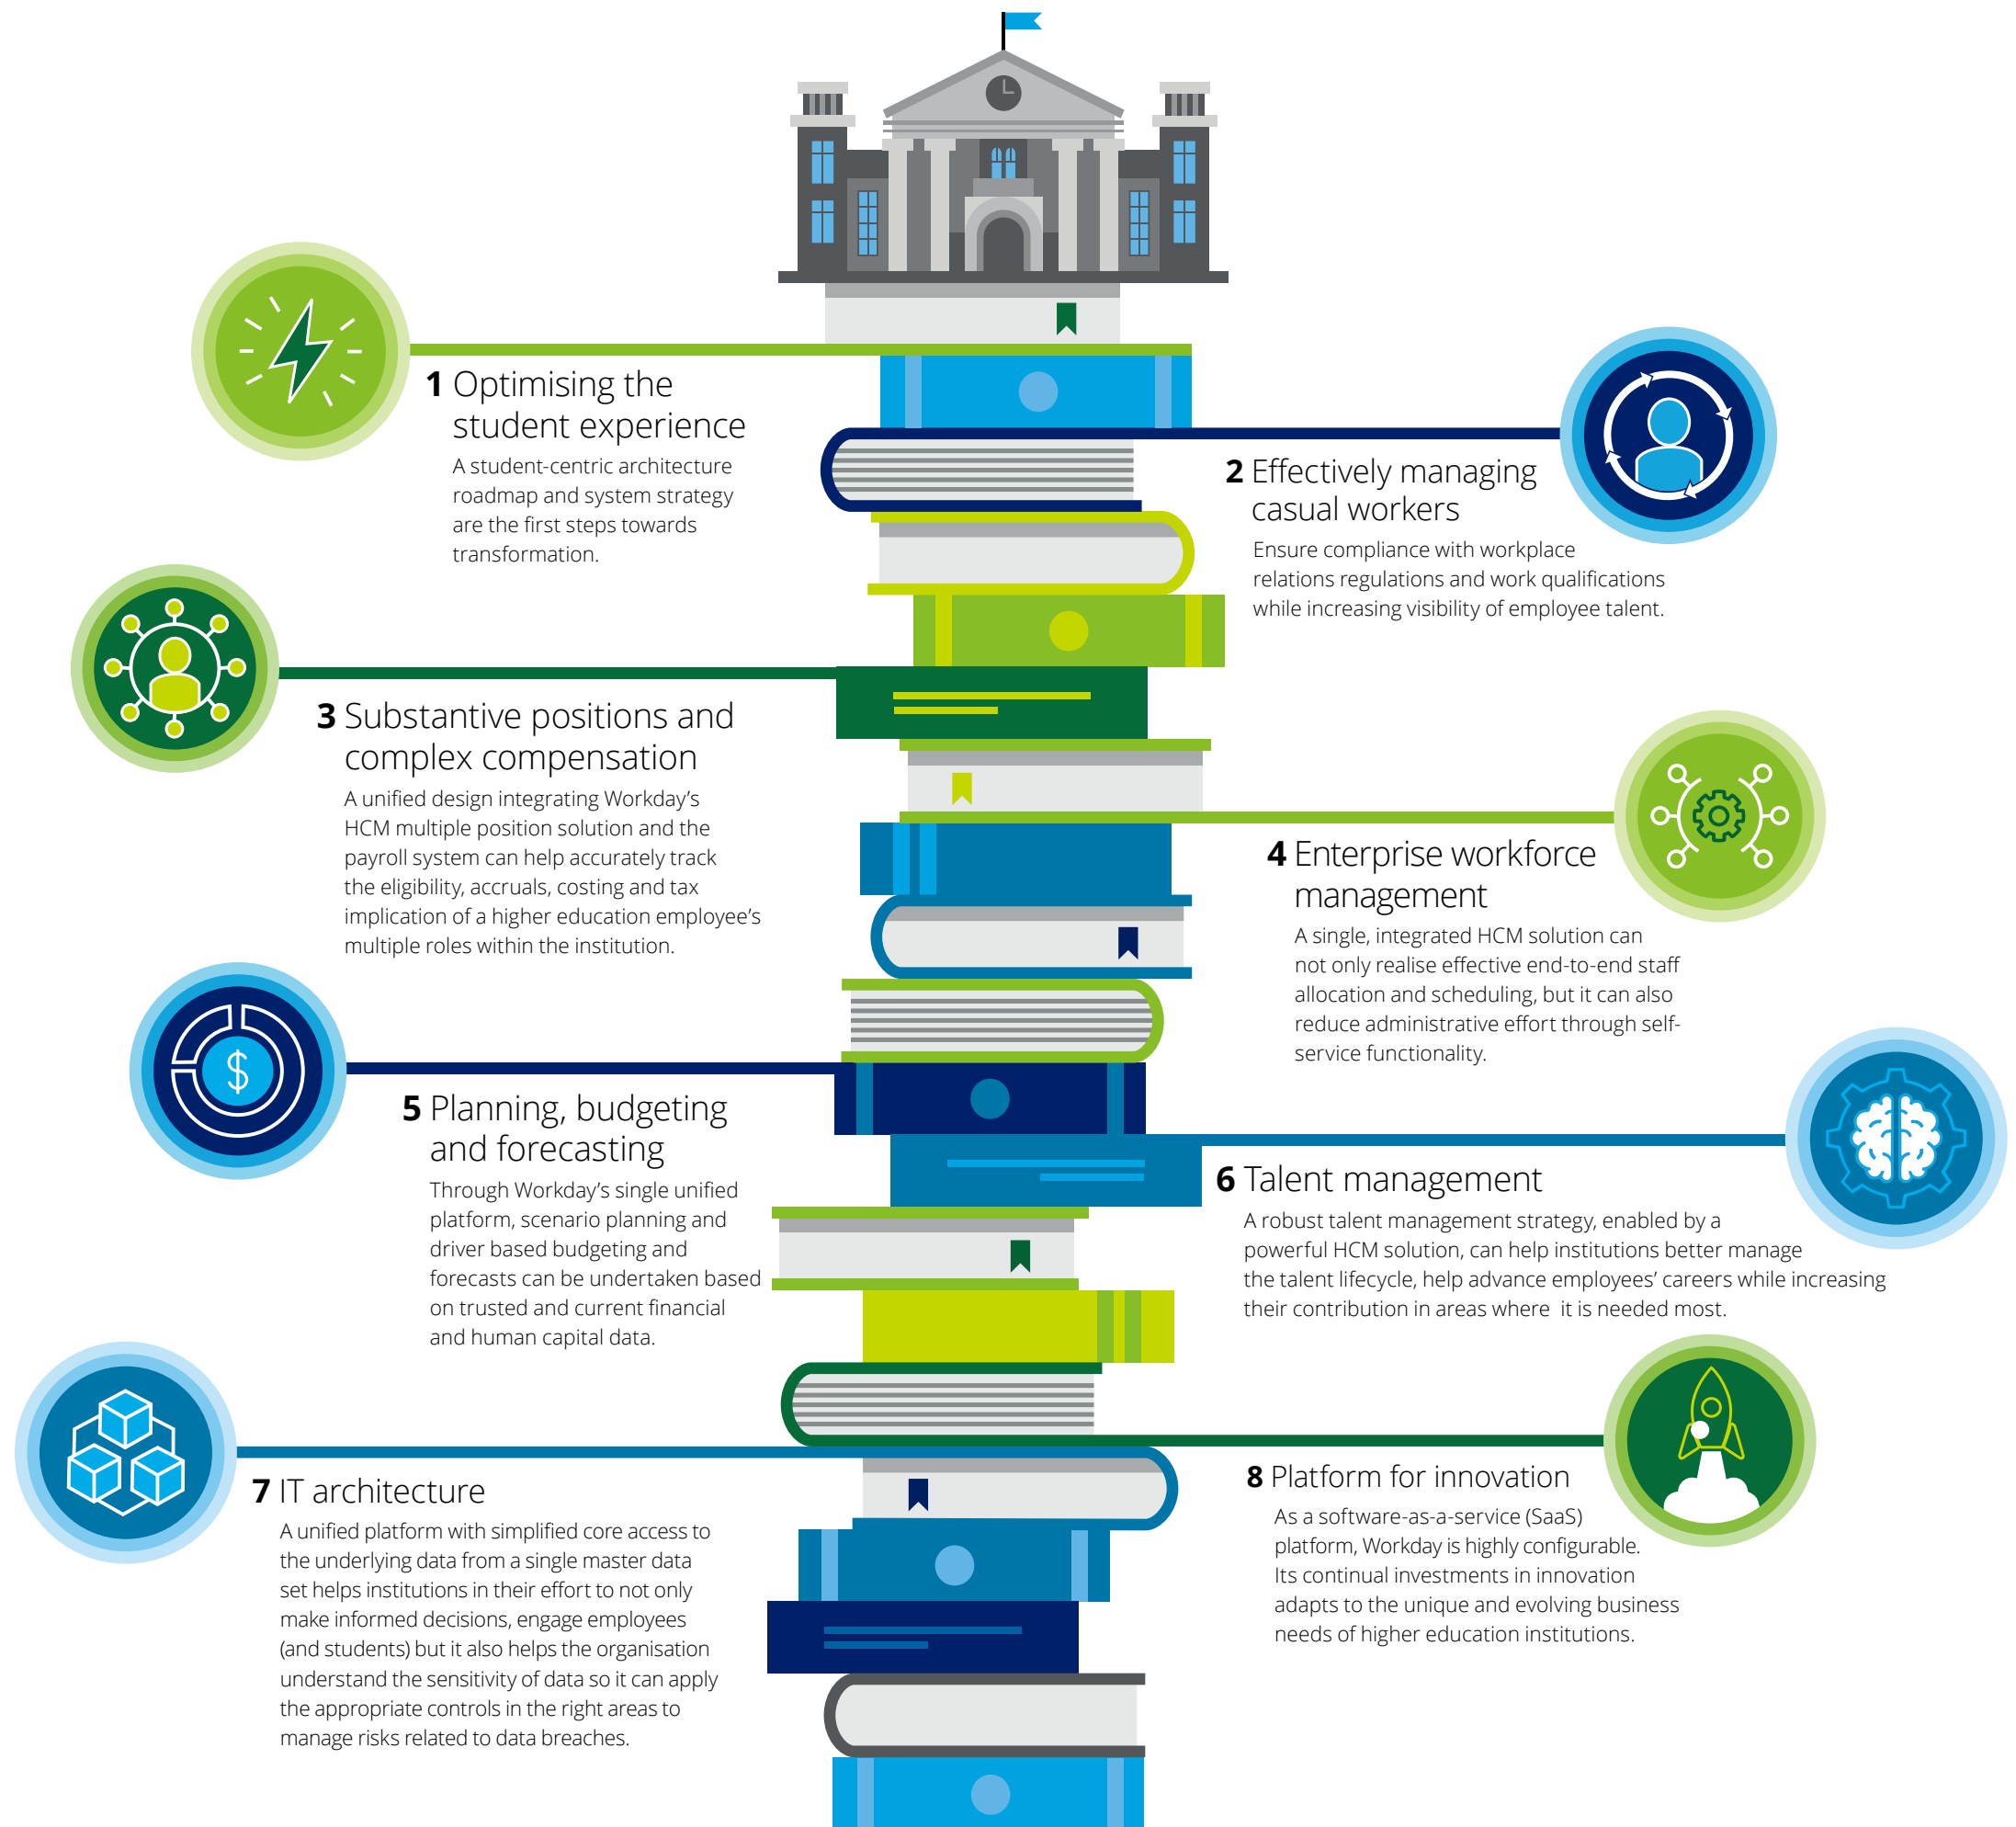 1 Optimising the
student experience
A student-centric architecture
roadmap and system strategy
are the first steps towards
transformation.
2 Effectively managing
casual workers
Ensure compliance with workplace
relations regulations and work qualifications
while increasing visibility of employee talent.
3 Substantive positions and
complex compensation
A unified design integrating Workday's
HCM multiple position solution and the
payroll system can help accurately track
the eligibility, accruals, costing and tax
implication of a higher education employee's
multiple roles within the institution.
4 Enterprise workforce
management
A single, integrated HCM solution can
not only realise effective end-to-end staff
allocation and scheduling, but it can also
reduce administrative effort through self-
service functionality.
5 Planning, budgeting
and forecasting
Through Workday's single unified
platform, scenario planning and
driver based budgeting and
forecasts can be undertaken based
on trusted and current financial
and human capital data.
$
6 Talent management
A robust talent management strategy, enabled by a
powerful HCM solution, can help institutions better manage
the talent lifecycle, help advance employees' careers while increasing
their contribution in areas where it is needed most.
7 IT architecture
A unified platform with simplified core access to
the underlying data from a single master data
set helps institutions in their effort to not only
make informed decisions, engage employees
(and students) but it also helps the organisation
understand the sensitivity of data so it can apply
the appropriate controls in the right areas to
manage risks related to data breaches.
8 Platform for innovation
As a software-as-a-service (SaaS)
platform, Workday is highly configurable.
Its continual investments in innovation
adapts to the unique and evolving business
needs of higher education institutions.